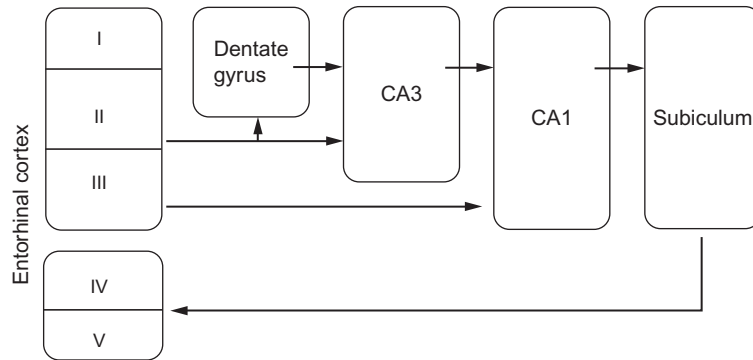 I
II
III
Dentate
gyrus
CA3
CA1
Subiculum
Entorhinal cortex
IV
V